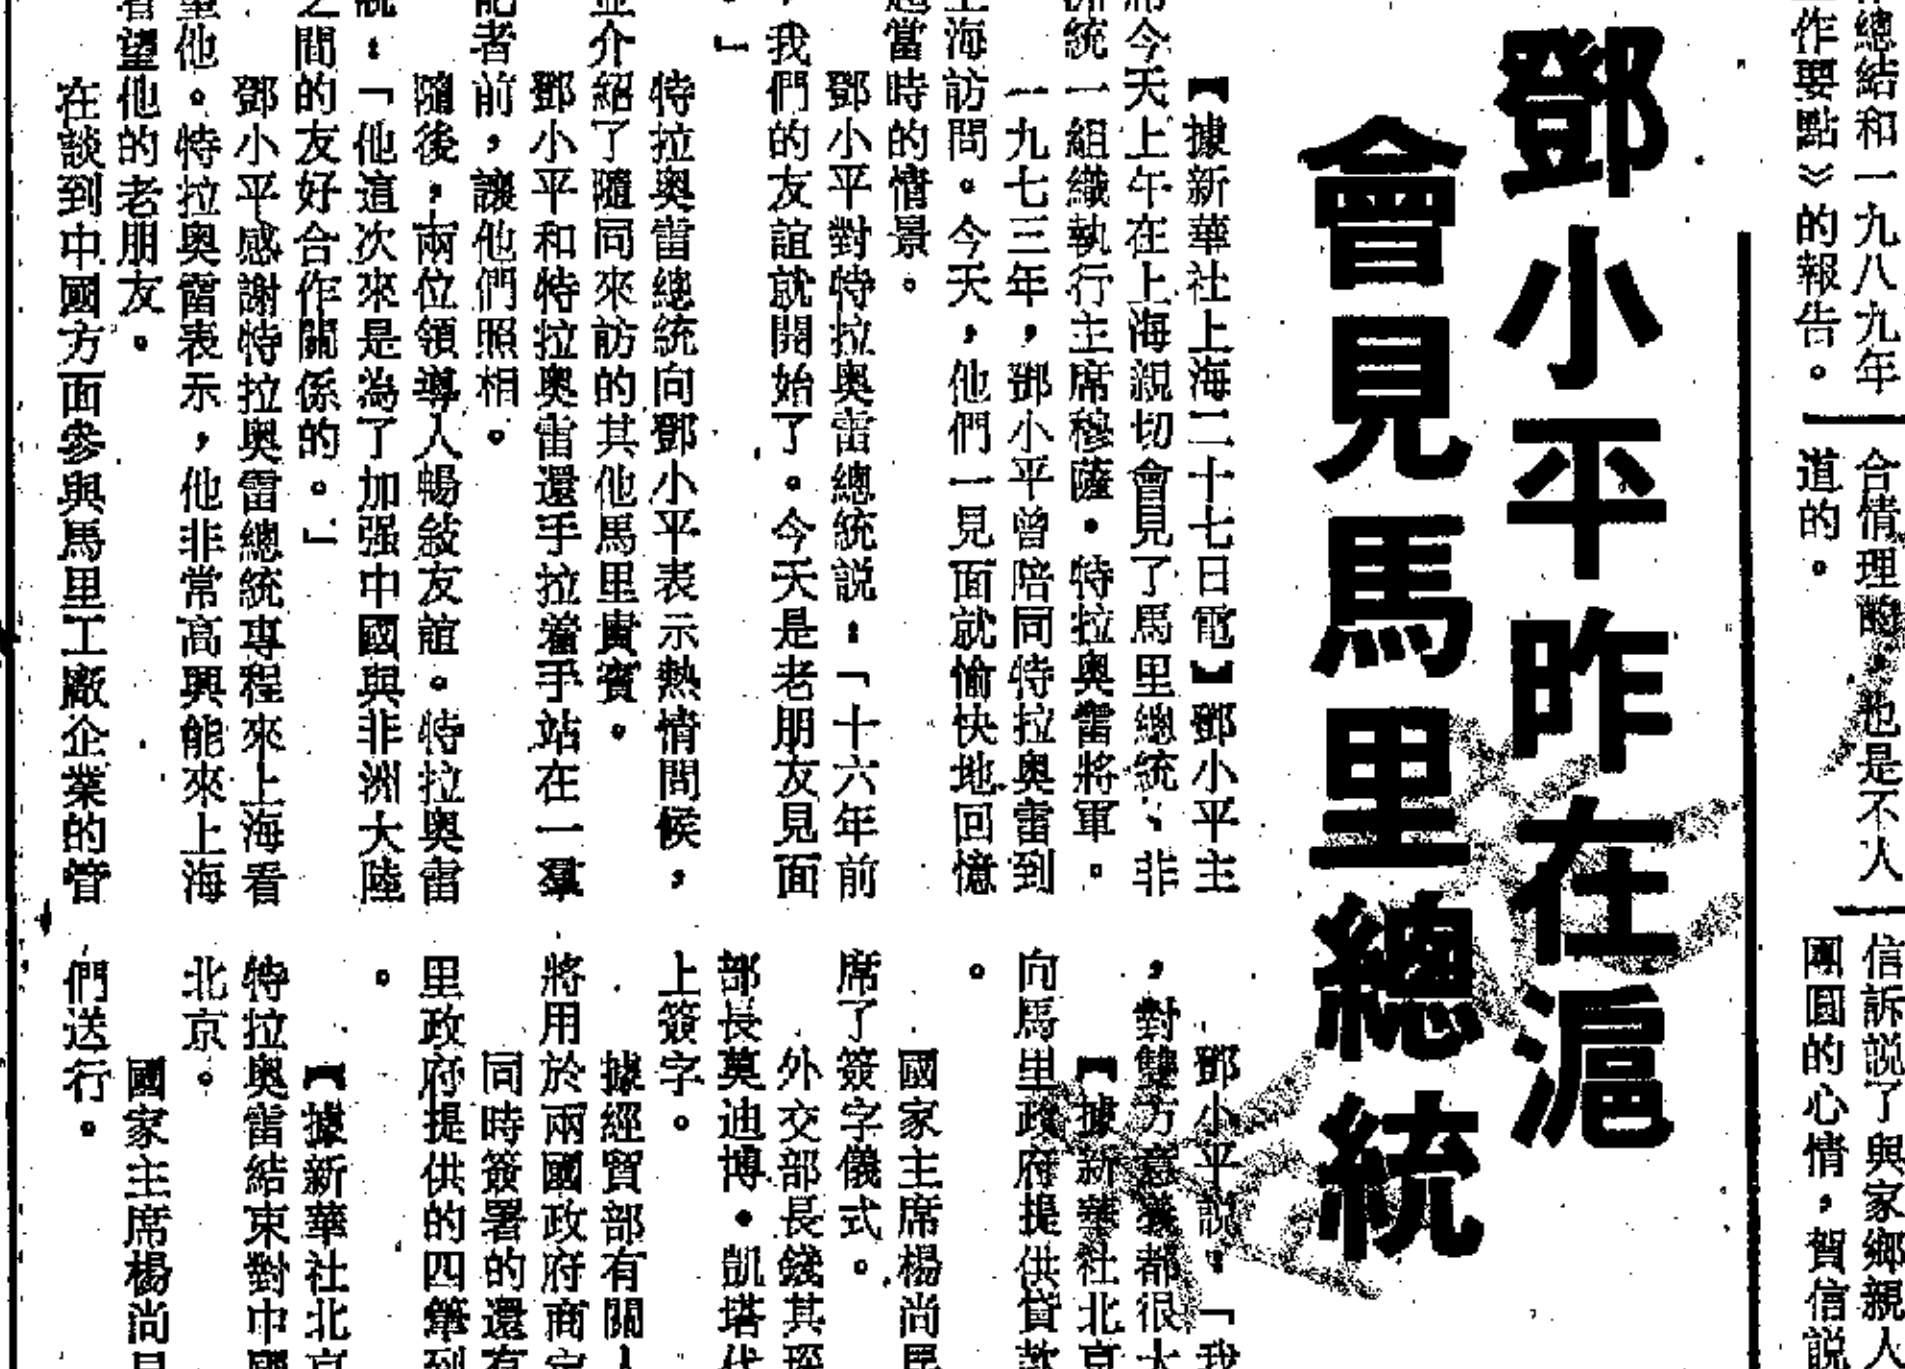 總結和一九八九年
作要點》的報告。
合情理的，也是不人
道的。
信訴説了與家鄉親人
團圓的心情，賀信説
鄧小平昨在滬
會見馬里總統
【據新華社上海二十七日電】鄧小平主
席今天上午在上海親切會見了馬里總統、非
洲統一組織執行主席穆薩·特拉奧雷將軍。
一九七三年，鄧小平曾陪同特拉奧雷到
上海訪問。今天，他們一見面就愉快地回憶
起當時的情景。
鄧小平對特拉奧雷總統説：「十六年前
，我們的友誼就開始了。今天是老朋友見面
。」
特拉奧雷總統向鄧小平表示熱情問候，
並介紹了隨同來訪的其他馬里貴賓。
鄧小平和特拉奧雷還手拉着手站在一羣
記者前，讓他們照相。
隨後，兩位領導人暢敍友誼。特拉奧雷
説：「他這次來是為了加强中國與非洲大陸
之間的友好合作關係的。」
鄧小平感謝特拉奧雷總統專程來上海看
望他。特拉奧雷表示，他非常高興能來上海
看望他的老朋友。
在談到中國方面參與馬里工廠企業的管
鄧小平説：「我
，對雙方意義都很大
。
【據新華社北京
向馬里政府提供貸款
國家主席楊尚昆
席了簽字儀式。
外交部長錢其琛
部長莫迪博·凱塔代
上簽字。
據經貿部有關人
將用於兩國政府商定
同時簽署的還有
里政府提供的四筆到
。
【據新華社北京
特拉奧雷結束對中國
北京。
國家主席楊尚昆
們送行。